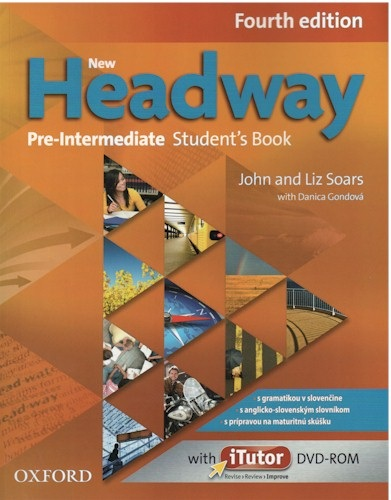 Fourth edition
New
Headway
Pre-Intermediate Student's Book
John and Liz Soars
with Danica Gondová
• s gramatikou v slovenčine
• s anglicko-slovenským slovníkom
• s prípravou na maturitnú skúšku
with iTutor DVD-ROM
Revise • Review • Improve
OXFORD